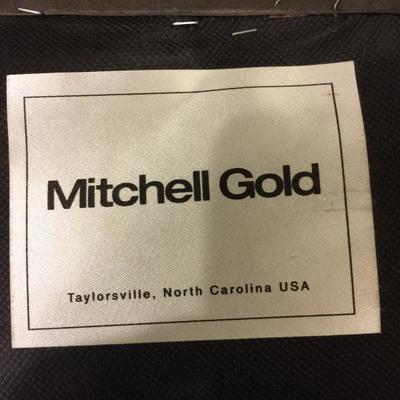 Mitchell Gold
Taylorsville, North Carolina USA